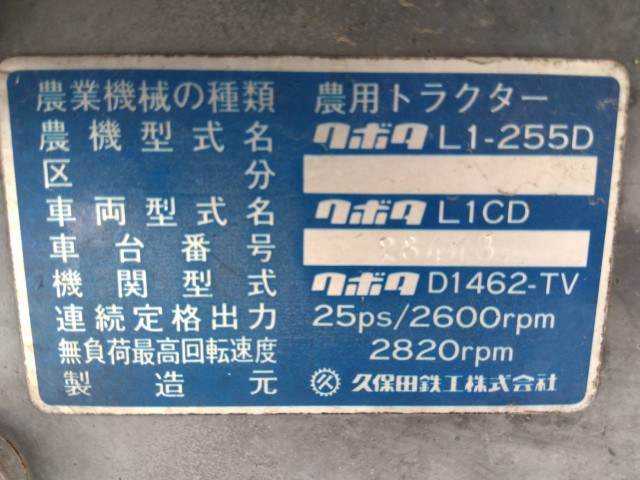 農業機械の種類 農用トラクター
農機型式名 クボタ L1-255D
区分
車両型式名 クボタ L1CD
車台番号
機関型式 クボタ D1462-TV
連続定格出力 25ps/2600rpm
無負荷最高回転速度 2820rpm
製造元 久保田鉄工株式会社